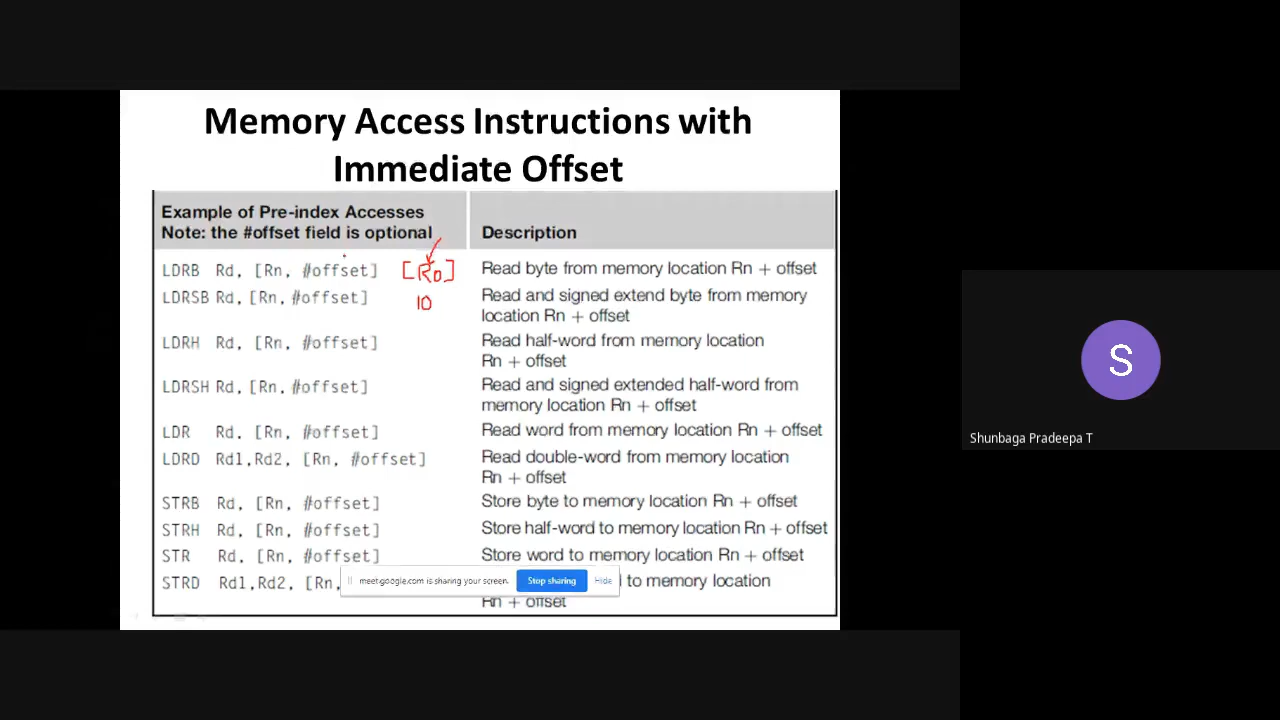 Memory Access Instructions with
Immediate Offset
Example of Pre-index Accesses
Note: the #offset field is optional
Description
LDRB Rd, [Rn, #offset] [R0] Read byte from memory location Rn + offset
10
LDRSB Rd, [Rn, #offset] Read and signed extend byte from memory
location Rn + offset
LDRH Rd, [Rn, #offset] Read half-word from memory location
Rn + offset
LDRSH Rd, [Rn, #offset] Read and signed extended half-word from
memory location Rn + offset
LDR Rd, [Rn, #offset] Read word from memory location Rn + offset
LDRD Rd1,Rd2, [Rn, #offset] Read double-word from memory location
Rn + offset
STRB Rd, [Rn, #offset] Store byte to memory location Rn + offset
STRH Rd, [Rn, #offset] Store half-word to memory location Rn + offset
STR Rd, [Rn, #offset] Store word to memory location Rn + offset
STRD Rd1,Rd2, [Rn, to memory location
Rn + offset
meet.google.com is sharing your screen. Stop sharing Hide
S
Shunbaga Pradeepa T